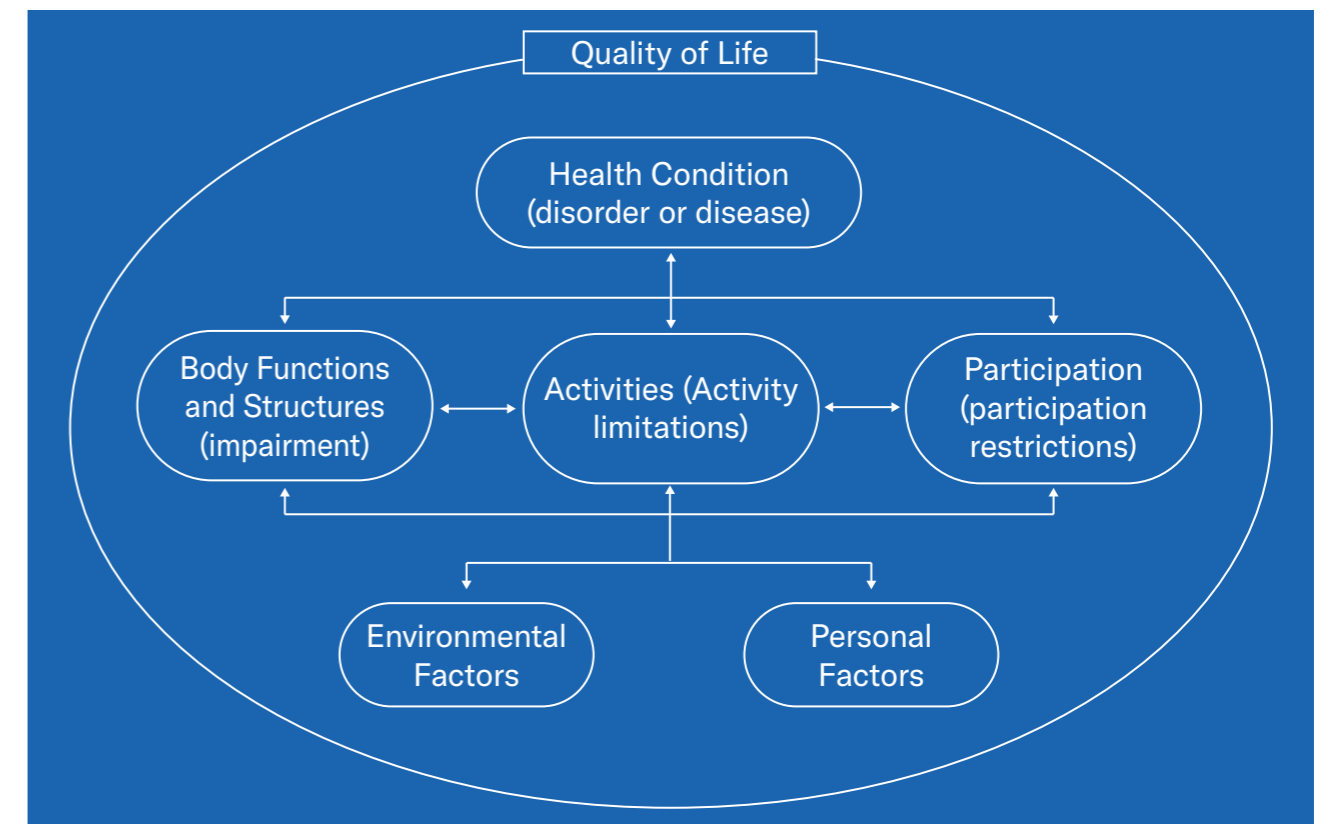 Quality of Life
Health Condition
(disorder or disease)
Body Functions
and Structures
(impairment)
Activities (Activity
limitations)
Participation
(participation
restrictions)
Environmental
Factors
Personal
Factors